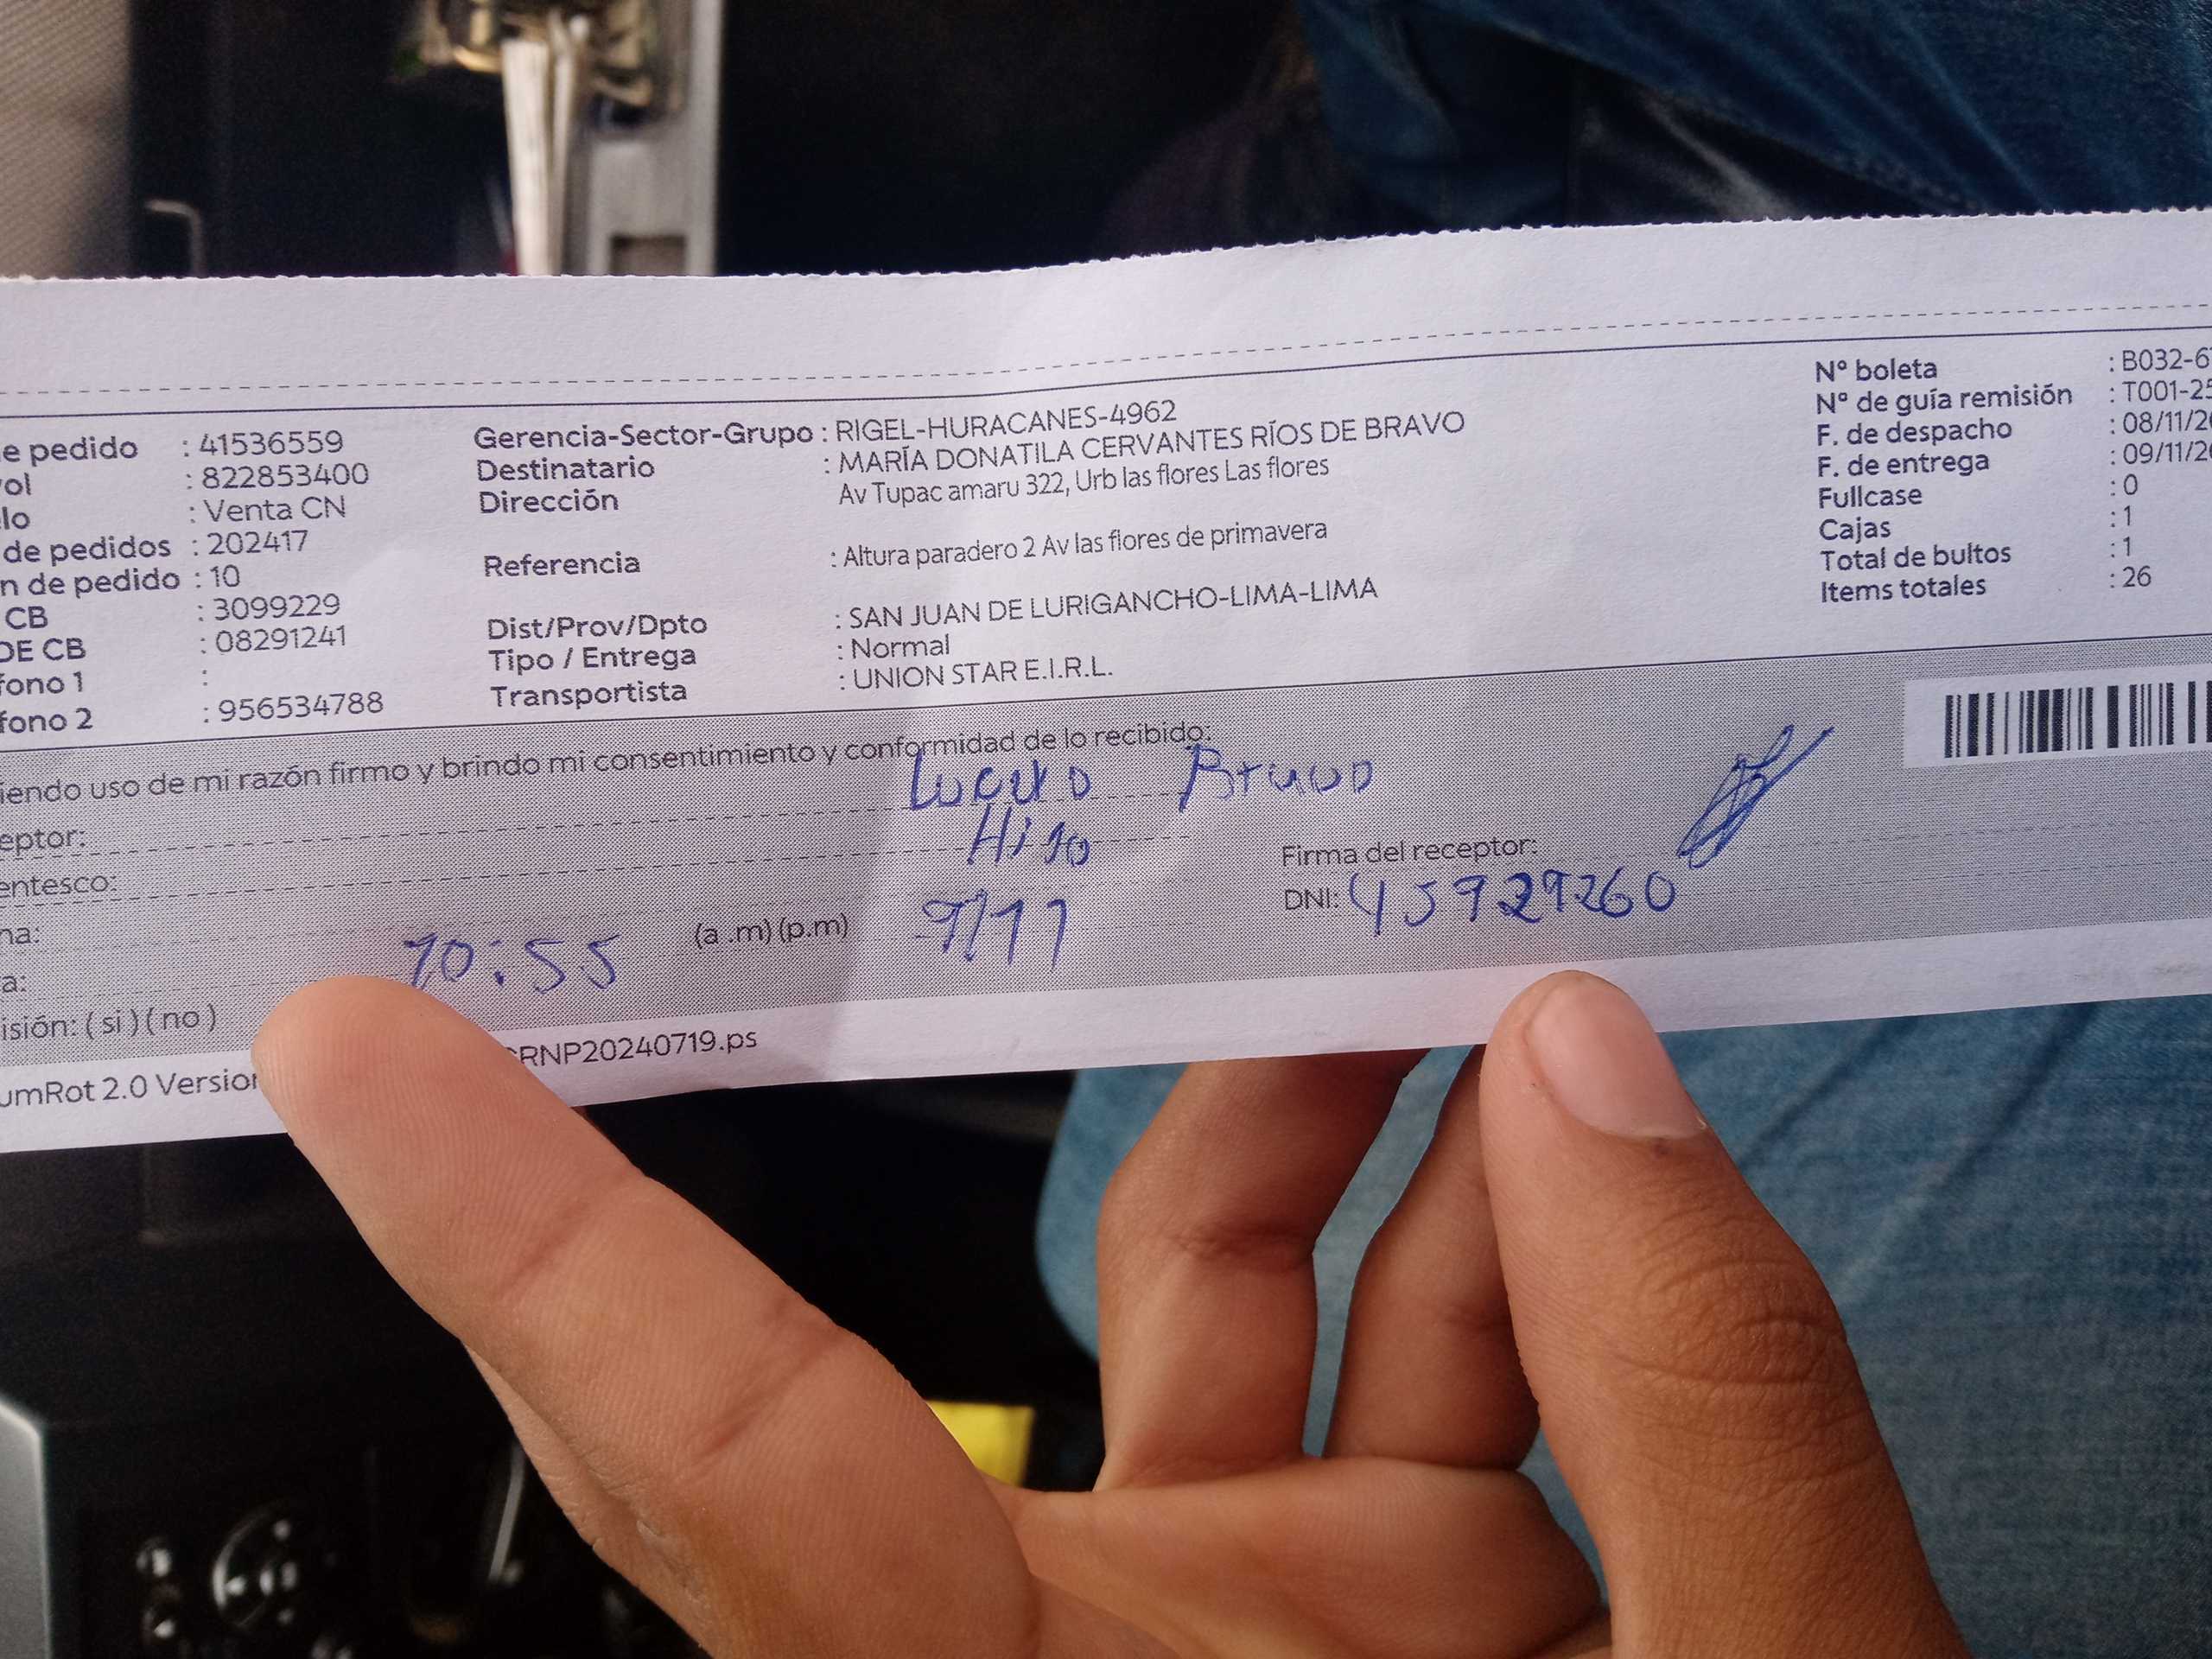 e pedido : 41536559
ol : 822853400
lo : Venta CN
de pedidos : 202417
n de pedido : 10
CB : 3099229
DE CB : 08291241
fono 1 :
fono 2 : 956534788
Gerencia-Sector-Grupo : RIGEL-HURACANES-4962
Destinatario : MARÍA DONATILA CERVANTES RÍOS DE BRAVO
Dirección Av Tupac amaru 322, Urb las flores Las flores
Referencia : Altura paradero 2 Av las flores de primavera
Dist/Prov/Dpto : SAN JUAN DE LURIGANCHO-LIMA-LIMA
Tipo / Entrega : Normal
Transportista : UNION STAR E.I.R.L.
Nº boleta : B032-6
Nº de guía remisión : T001-25
F. de despacho : 08/11/20
F. de entrega : 09/11/20
Fullcase : 0
Cajas : 1
Total de bultos : 1
Items totales : 26
iendo uso de mi razón firmo y brindo mi consentimiento y conformidad de lo recibido:
eptor: Bravo
entesco: Hijo
Firma del receptor:
na: 9/11
DNI: 45929260
a: 10:55 (a .m) (p.m)
isión: ( si ) ( no )
umRot 2.0 Version RNP20240719.ps